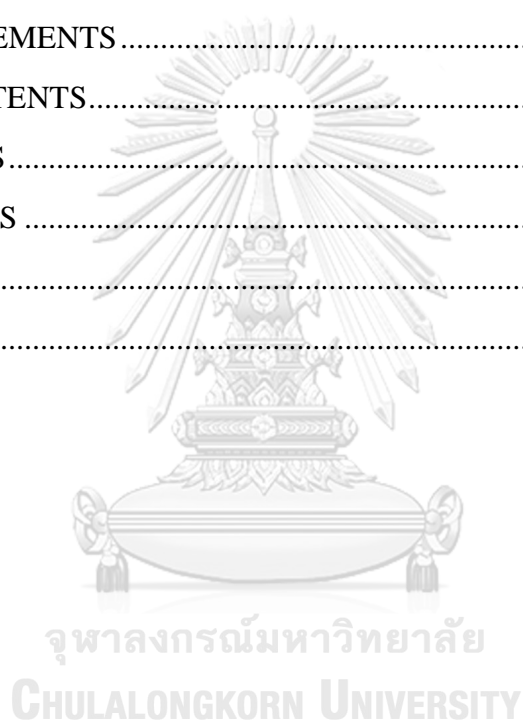 EMENTS......................................................
TENTS......................................................
S......................................................
S ......................................................
......................................................
......................................................
จุฬาลงกรณ์มหาวิทยาลัย
CHULALONGKORN UNIVERSITY